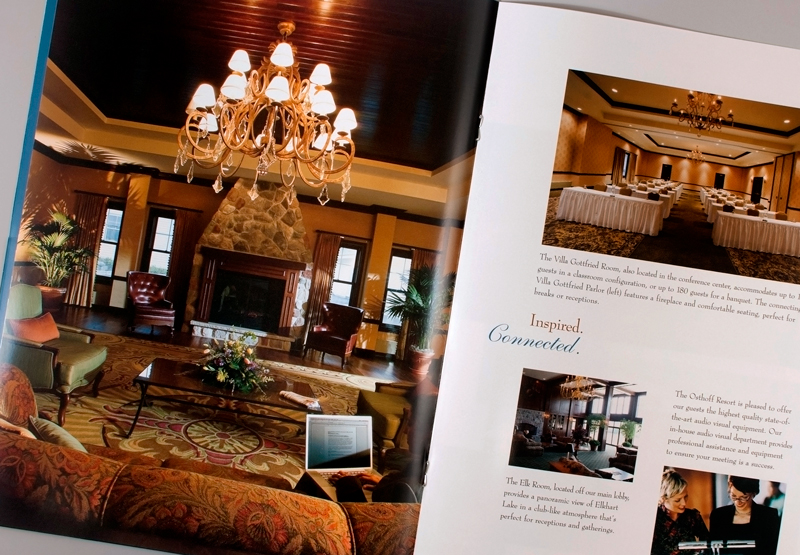 The Villa Gottfried Room, also located in the conference center, accommodates up to
guests in a classroom configuration, or up to 180 guests for a banquet. The connecting
Villa Gottfried Parlor (left) features a fireplace and comfortable seating, perfect for
breaks or receptions.
Inspired.
Connected.
The Osthoff Resort is pleased to offer
our guests the highest quality state-of-
the-art audio visual equipment. Our
in-house audio visual department provides
professional assistance and equipment
to ensure your meeting is a success.
The Elk Room, located off our main lobby,
provides a panoramic view of Elkhart
Lake in a club-like atmosphere that's
perfect for receptions and gatherings.